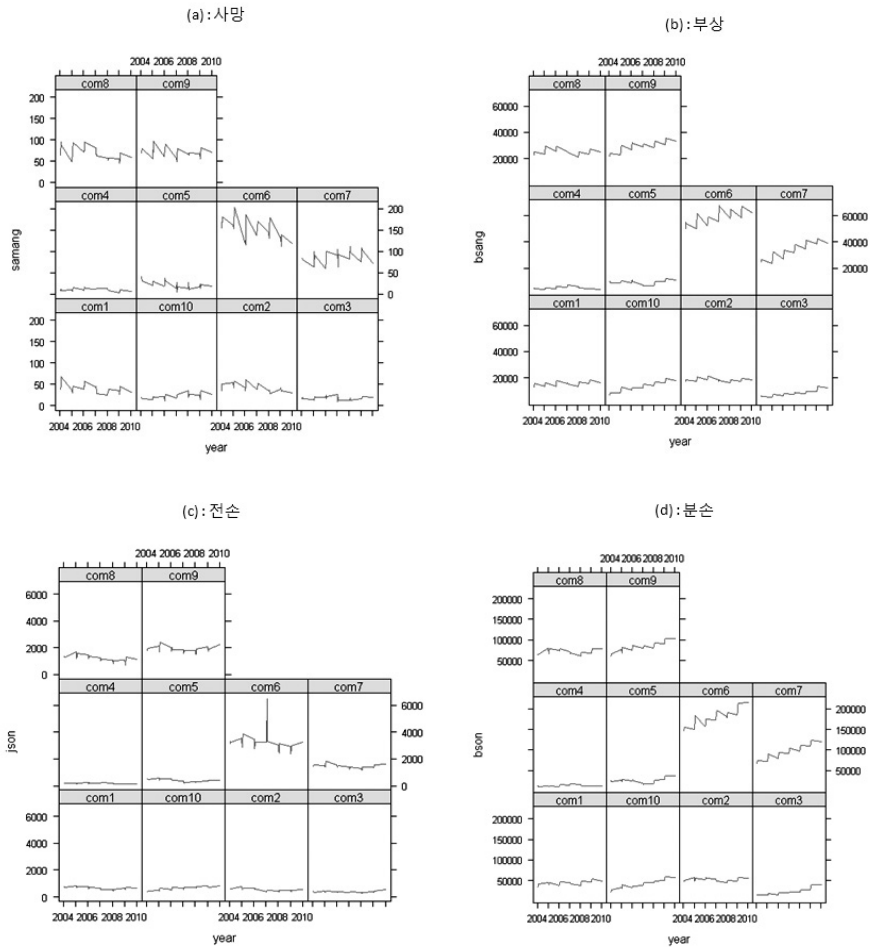 (a) : 사망
2004 2006 2008 2010
com8 com9
200
150
100
50
0
com4 com5 com6 com7
200
150
100
50
0
com1 com10 com2 com3
200
150
100
50
0
2004 2006 2008 2010 2004 2006 2008 2010
samang
year
(b) : 부상
2004 2006 2008 2010
com8 com9
60000
40000
20000
com4 com5 com6 com7
60000
40000
20000
com1 com10 com2 com3
60000
40000
20000
2004 2006 2008 2010 2004 2006 2008 2010
bsang
year
(c) : 전손
2004 2006 2008 2010
com8 com9
6000
4000
2000
0
com4 com5 com6 com7
6000
4000
2000
0
com1 com10 com2 com3
6000
4000
2000
0
2004 2006 2008 2010 2004 2006 2008 2010
json
year
(d) : 분손
2004 2006 2008 2010
com8 com9
200000
150000
100000
50000
com4 com5 com6 com7
200000
150000
100000
50000
com1 com10 com2 com3
200000
150000
100000
50000
2004 2006 2008 2010 2004 2006 2008 2010
bson
year